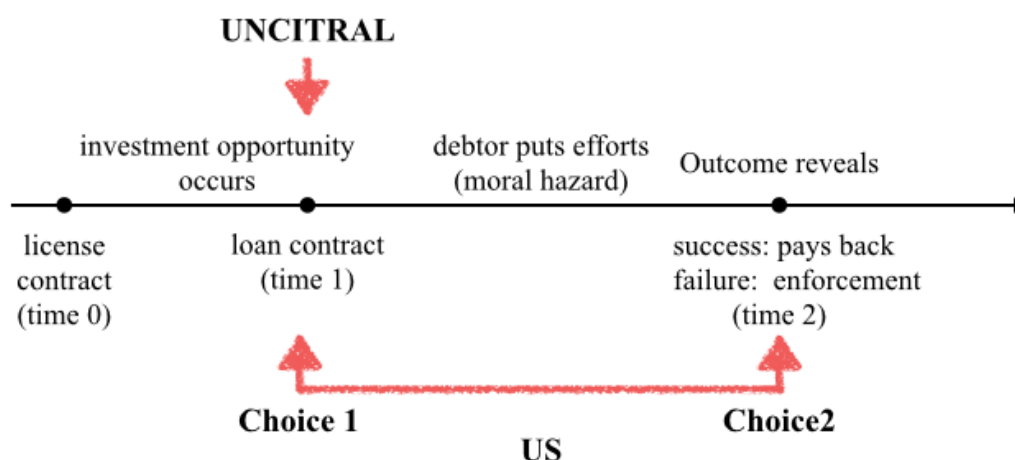 UNCITRAL
investment opportunity
occurs
debtor puts efforts
(moral hazard)
Outcome reveals
license
contract
(time 0)
loan contract
(time 1)
success: pays back
failure: enforcement
(time 2)
Choice 1
Choice2
US